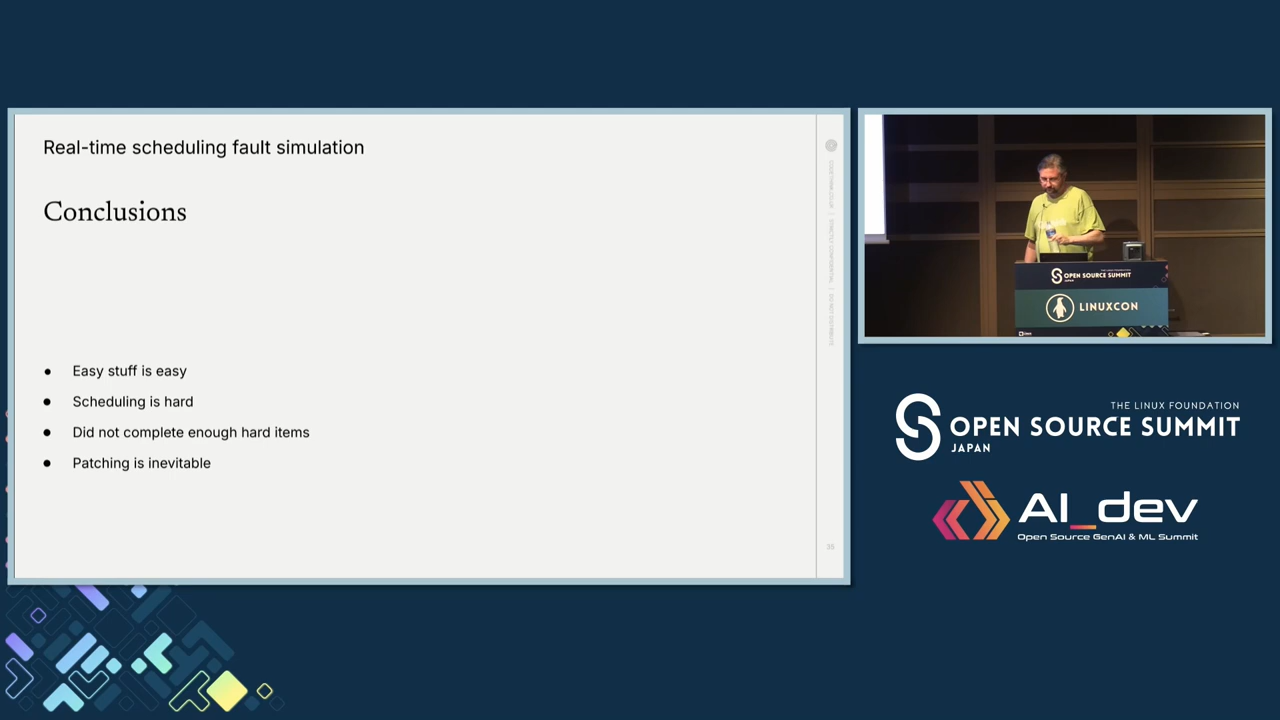 Real-time scheduling fault simulation
Conclusions
● Easy stuff is easy
● Scheduling is hard
● Did not complete enough hard items
● Patching is inevitable
38
OPEN SOURCE SUMMIT
JAPAN
LINUXCON
THE LINUX FOUNDATION
OPEN SOURCE SUMMIT
JAPAN
AI_dev
Open Source GenAI & ML Summit